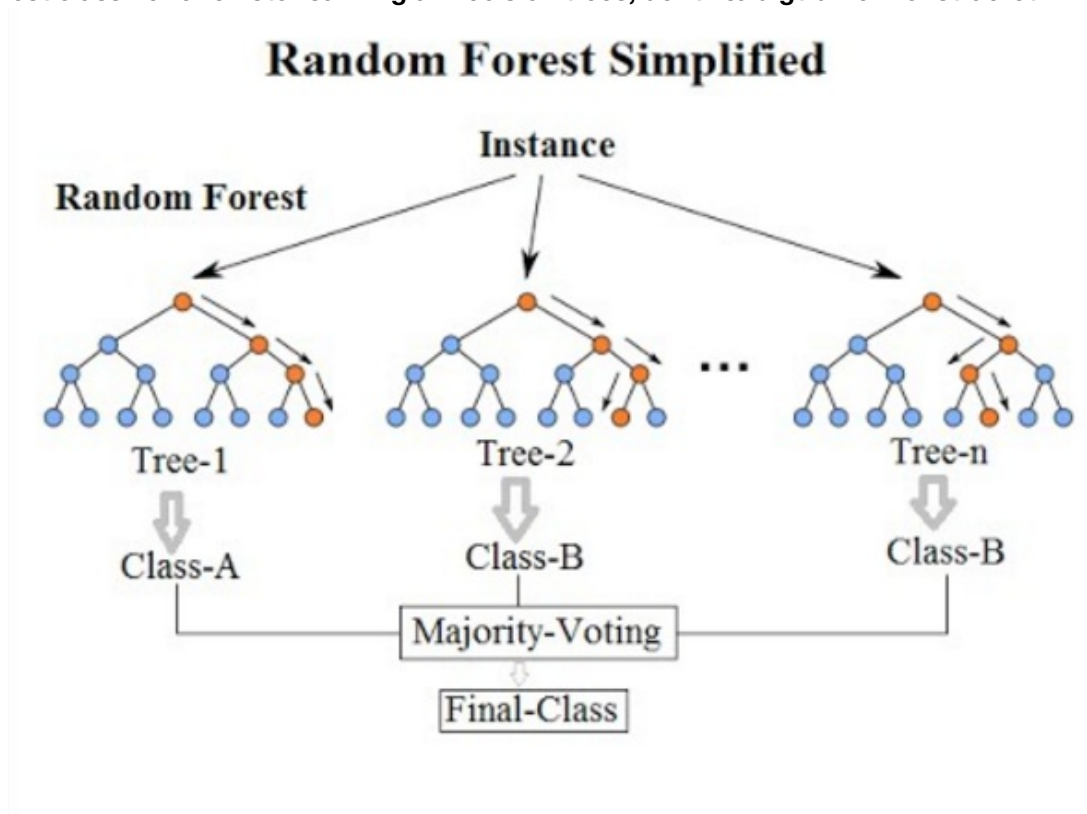 Random Forest Simplified
Instance
Random Forest
...
Tree-1
Tree-2
Tree-n
Class-A
Class-B
Class-B
Majority-Voting
Final-Class